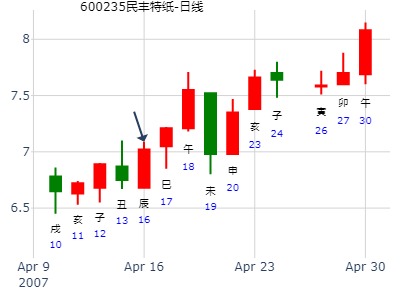 600235民丰特纸-日线
8
7.5
7
6.5
戌
10
亥
11
子
12
丑
13
辰
16
巳
17
午
18
未
19
申
20
亥
23
子
24
寅
26
卯
27
午
30
Apr 9
2007
Apr 16
Apr 23
Apr 30